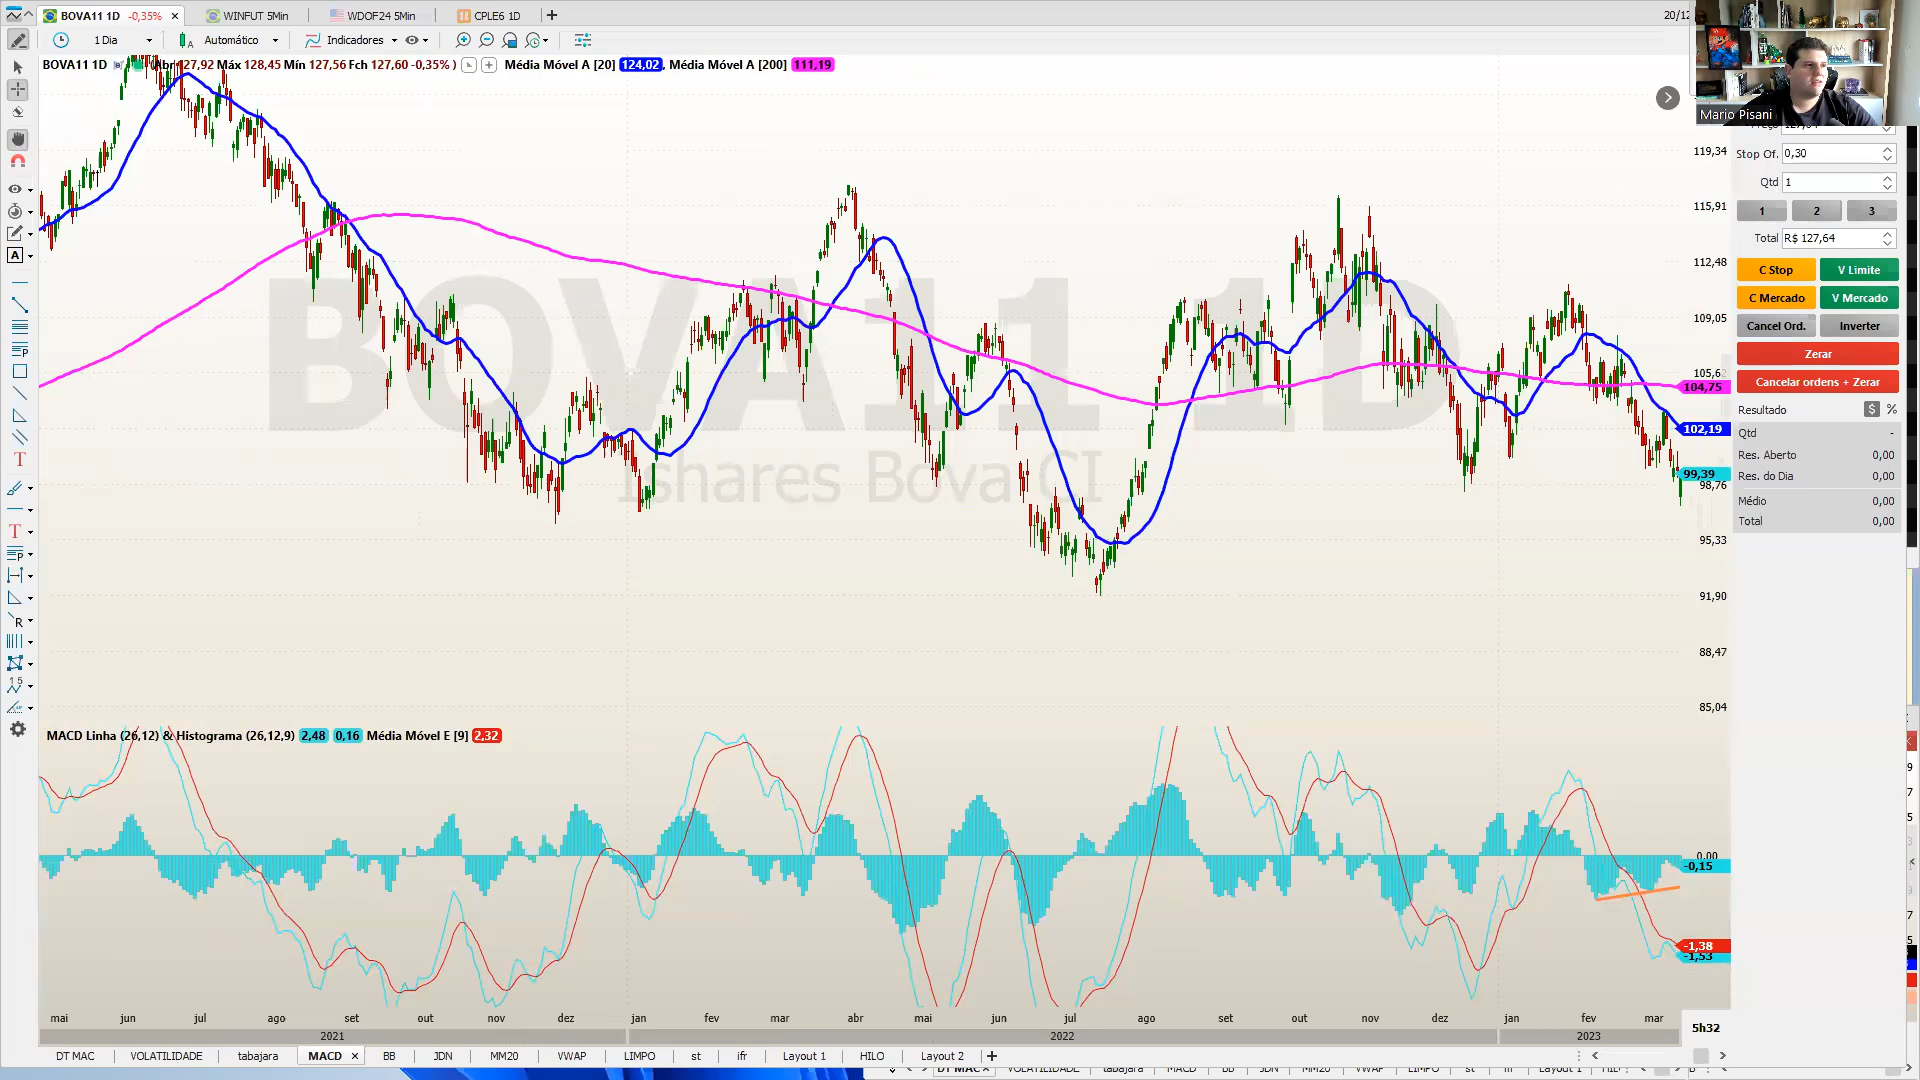 BOVA11 1D -0,35% × WINFUT 5Min WDOF24 5Min CPLE6 1D 20/12
1 Dia Automático Indicadores
BOVA11 1D Máx 128,45 Mín 127,56 Fch 127,60 -0,35% ) Média Móvel A [20] 124,02, Média Móvel A [200] 111,19
Mario Pisani
Stop Of. 0,30
Qtd 1
1 2 3
Total R$ 127,64
C Stop V Limite
C Mercado V Mercado
Cancel Ord. Inverter
Zerar
Cancelar ordens + Zerar
Resultado $ %
Qtd -
Res. Aberto 0,00
Res. do Dia 0,00
Médio 0,00
Total 0,00
BOVA11 1D
Ishares Bova CI
119,34
115,91
112,48
109,05
105,62
104,75
102,19
99,39
98,76
95,33
91,90
88,47
85,04
MACD Linha (26,12) & Histograma (26,12,9) 2,48 0,16 Média Móvel E [9] 2,32
0,00
-0,15
-1,38
-1,53
mai jun jul ago set out nov dez jan fev mar abr mai jun jul ago set out nov dez jan fev mar
2021 2022 2023
5h32
DT MAC VOLATILIDADE tabajara MACD × BB JDN MM20 VWAP LIMPO st ifr Layout 1 HILO Layout 2 +